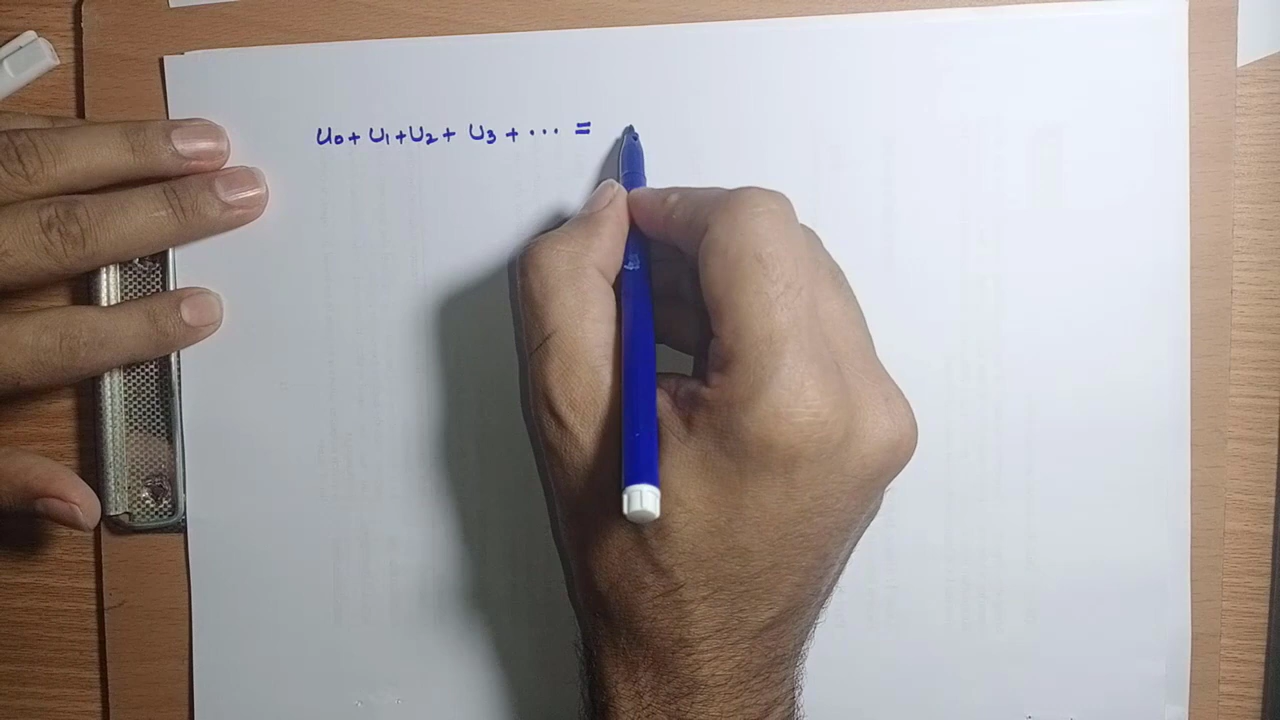 u₀ + u₁ + u₂ + u₃ + ... =